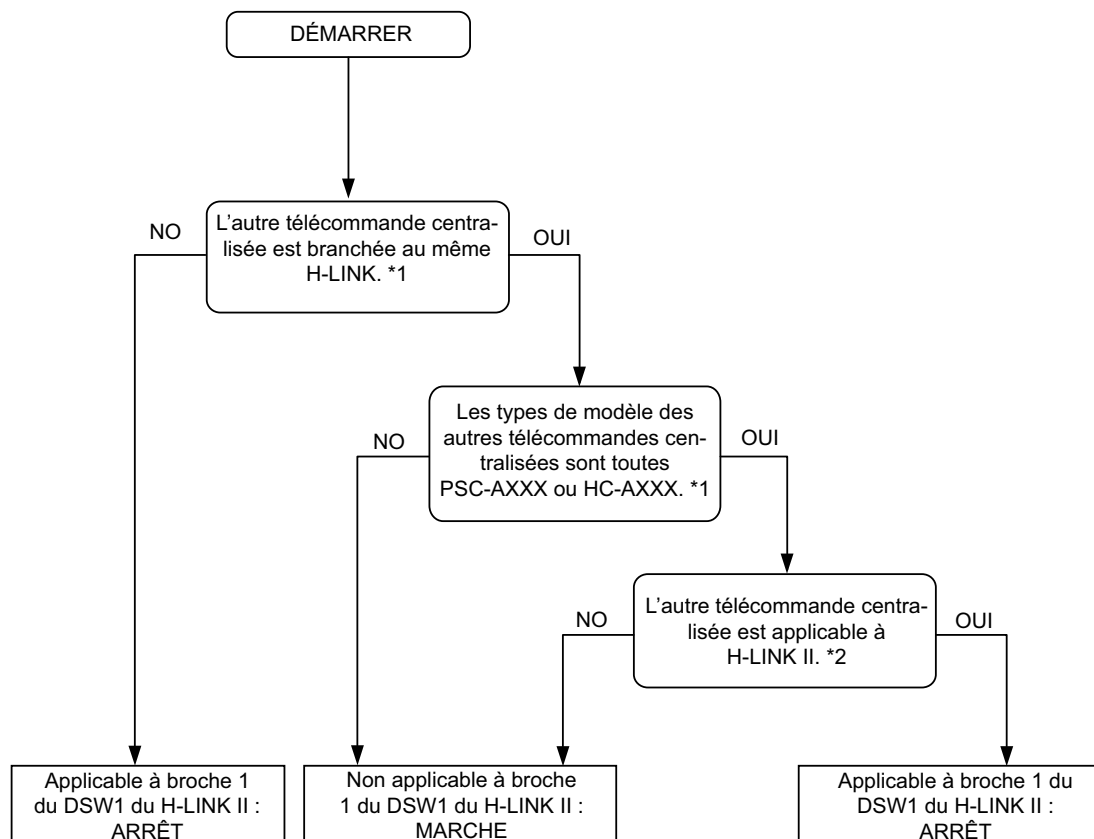 DÉMARRER
L’autre télécommande centra-
lisée est branchée au même
H-LINK. *1
NO
OUI
Les types de modèle des
autres télécommandes cen-
tralisées sont toutes
PSC-AXXX ou HC-AXXX. *1
NO
OUI
L’autre télécommande centra-
lisée est applicable à
H-LINK II. *2
NO
OUI
Applicable à broche 1
du DSW1 du H-LINK II :
ARRÊT
Non applicable à broche
1 du DSW1 du H-LINK II :
MARCHE
Applicable à broche 1 du
DSW1 du H-LINK II :
ARRÊT